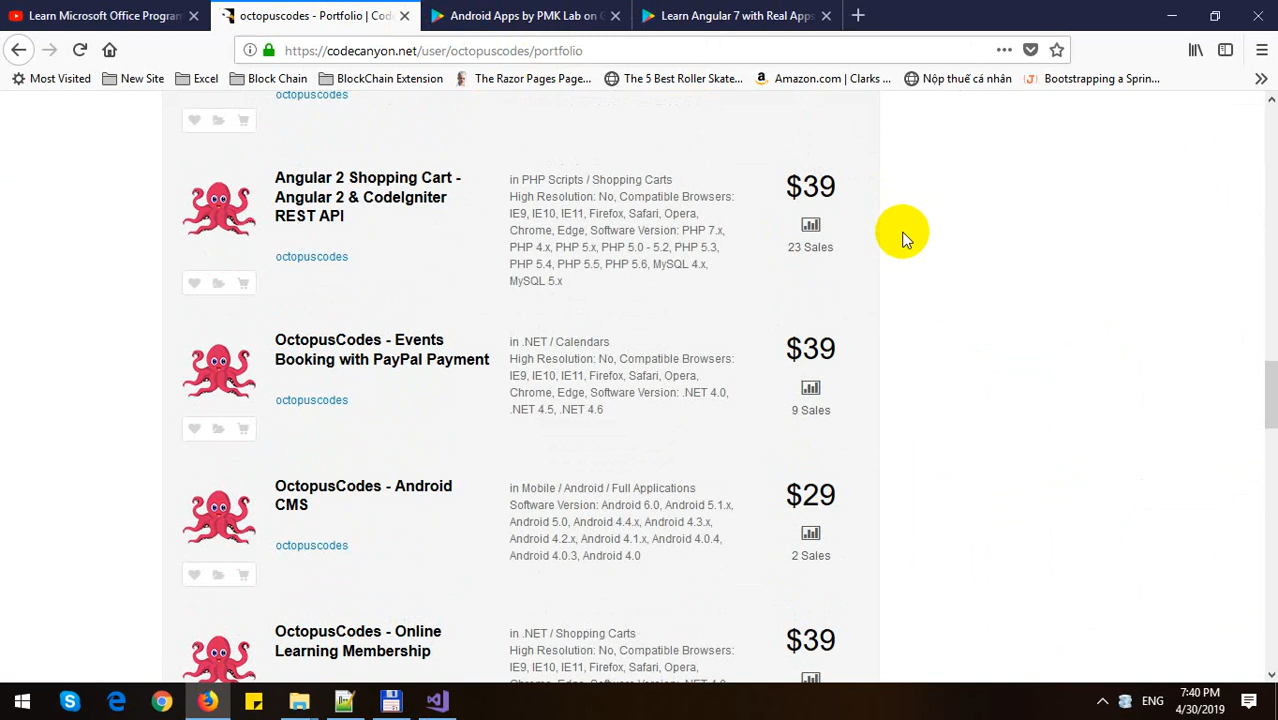 Learn Microsoft Office Program
octopuscodes - Portfolio | Code
Android Apps by PMK Lab on G
Learn Angular 7 with Real Apps
https://codecanyon.net/user/octopuscodes/portfolio
Most Visited
New Site
Excel
Block Chain
BlockChain Extension
The Razor Pages Page...
The 5 Best Roller Skate...
Amazon.com | Clarks ...
Nộp thuế cá nhân
Bootstrapping a Sprin...
octopuscodes
Angular 2 Shopping Cart -
Angular 2 & CodeIgniter
REST API
octopuscodes
in PHP Scripts / Shopping Carts
High Resolution: No, Compatible Browsers:
IE9, IE10, IE11, Firefox, Safari, Opera,
Chrome, Edge, Software Version: PHP 7.x,
PHP 4.x, PHP 5.x, PHP 5.0 - 5.2, PHP 5.3,
PHP 5.4, PHP 5.5, PHP 5.6, MySQL 4.x,
MySQL 5.x
$39
23 Sales
OctopusCodes - Events
Booking with PayPal Payment
octopuscodes
in .NET / Calendars
High Resolution: No, Compatible Browsers:
IE9, IE10, IE11, Firefox, Safari, Opera,
Chrome, Edge, Software Version: .NET 4.0,
.NET 4.5, .NET 4.6
$39
9 Sales
OctopusCodes - Android
CMS
octopuscodes
in Mobile / Android / Full Applications
Software Version: Android 6.0, Android 5.1.x,
Android 5.0, Android 4.4.x, Android 4.3.x,
Android 4.2.x, Android 4.1.x, Android 4.0.4,
Android 4.0.3, Android 4.0
$29
2 Sales
OctopusCodes - Online
Learning Membership
in .NET / Shopping Carts
High Resolution: No, Compatible Browsers:
IE9, IE10, IE11, Firefox, Safari, Opera,
$39
ENG
7:40 PM
4/30/2019